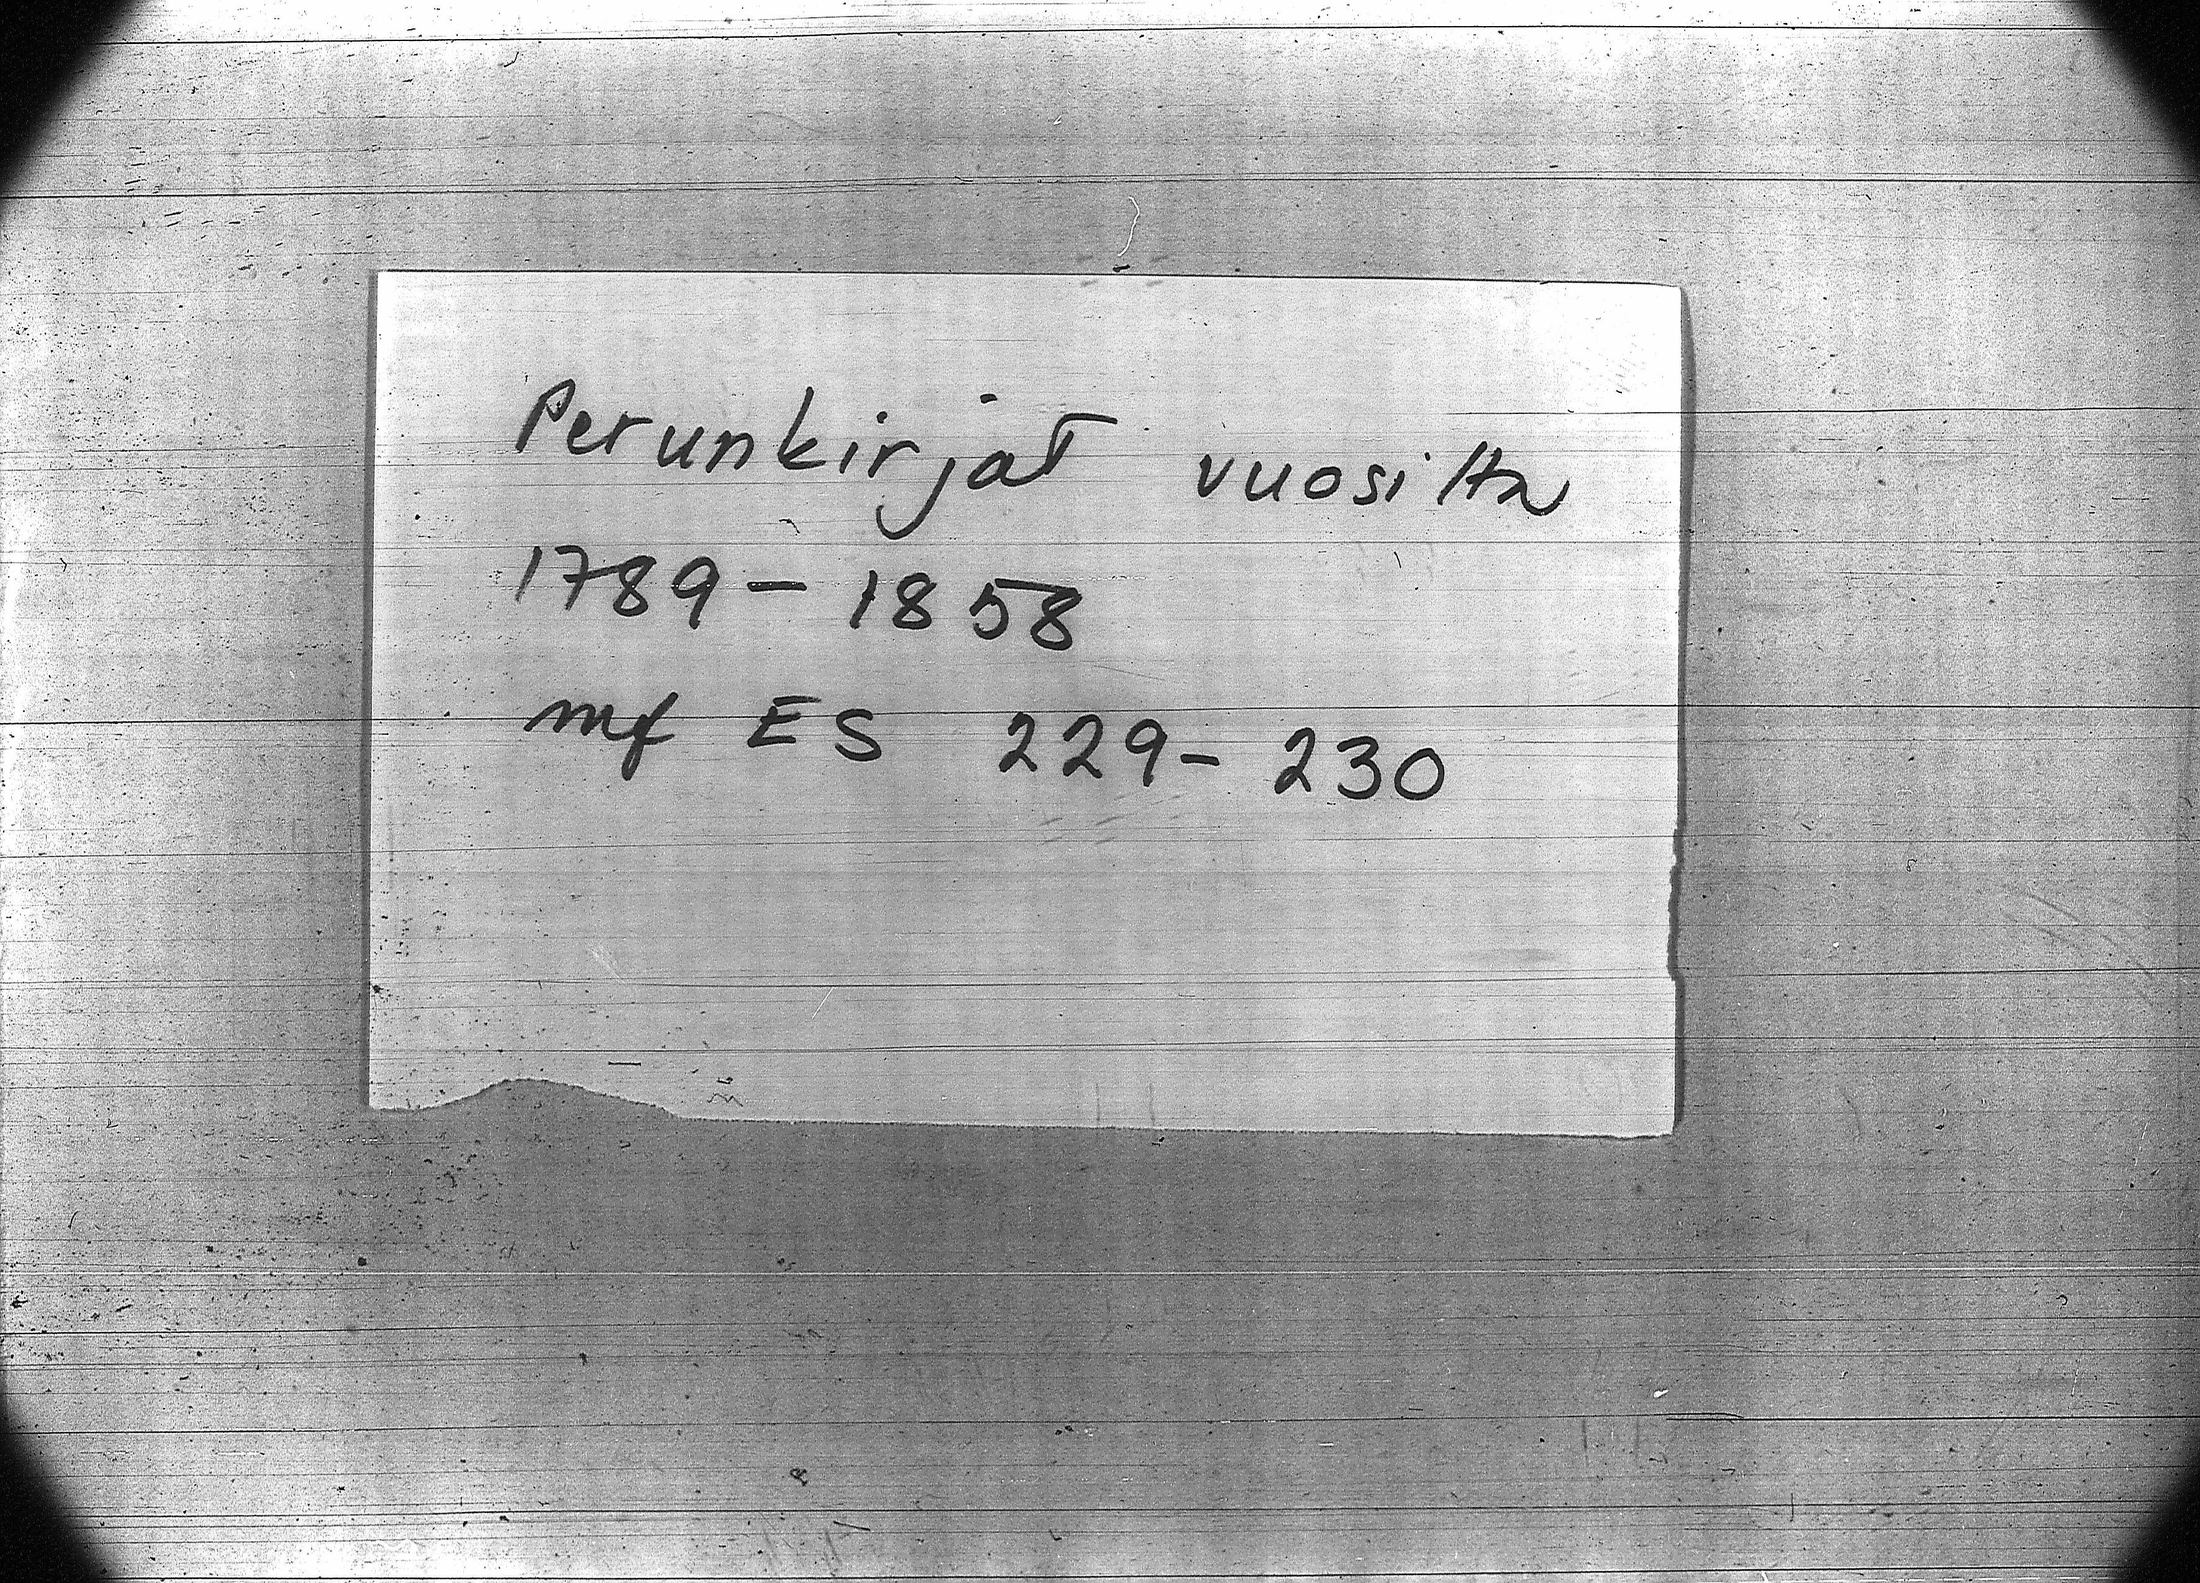 Perunkirjat vuosilta
1789-1858
mf ES 229-230